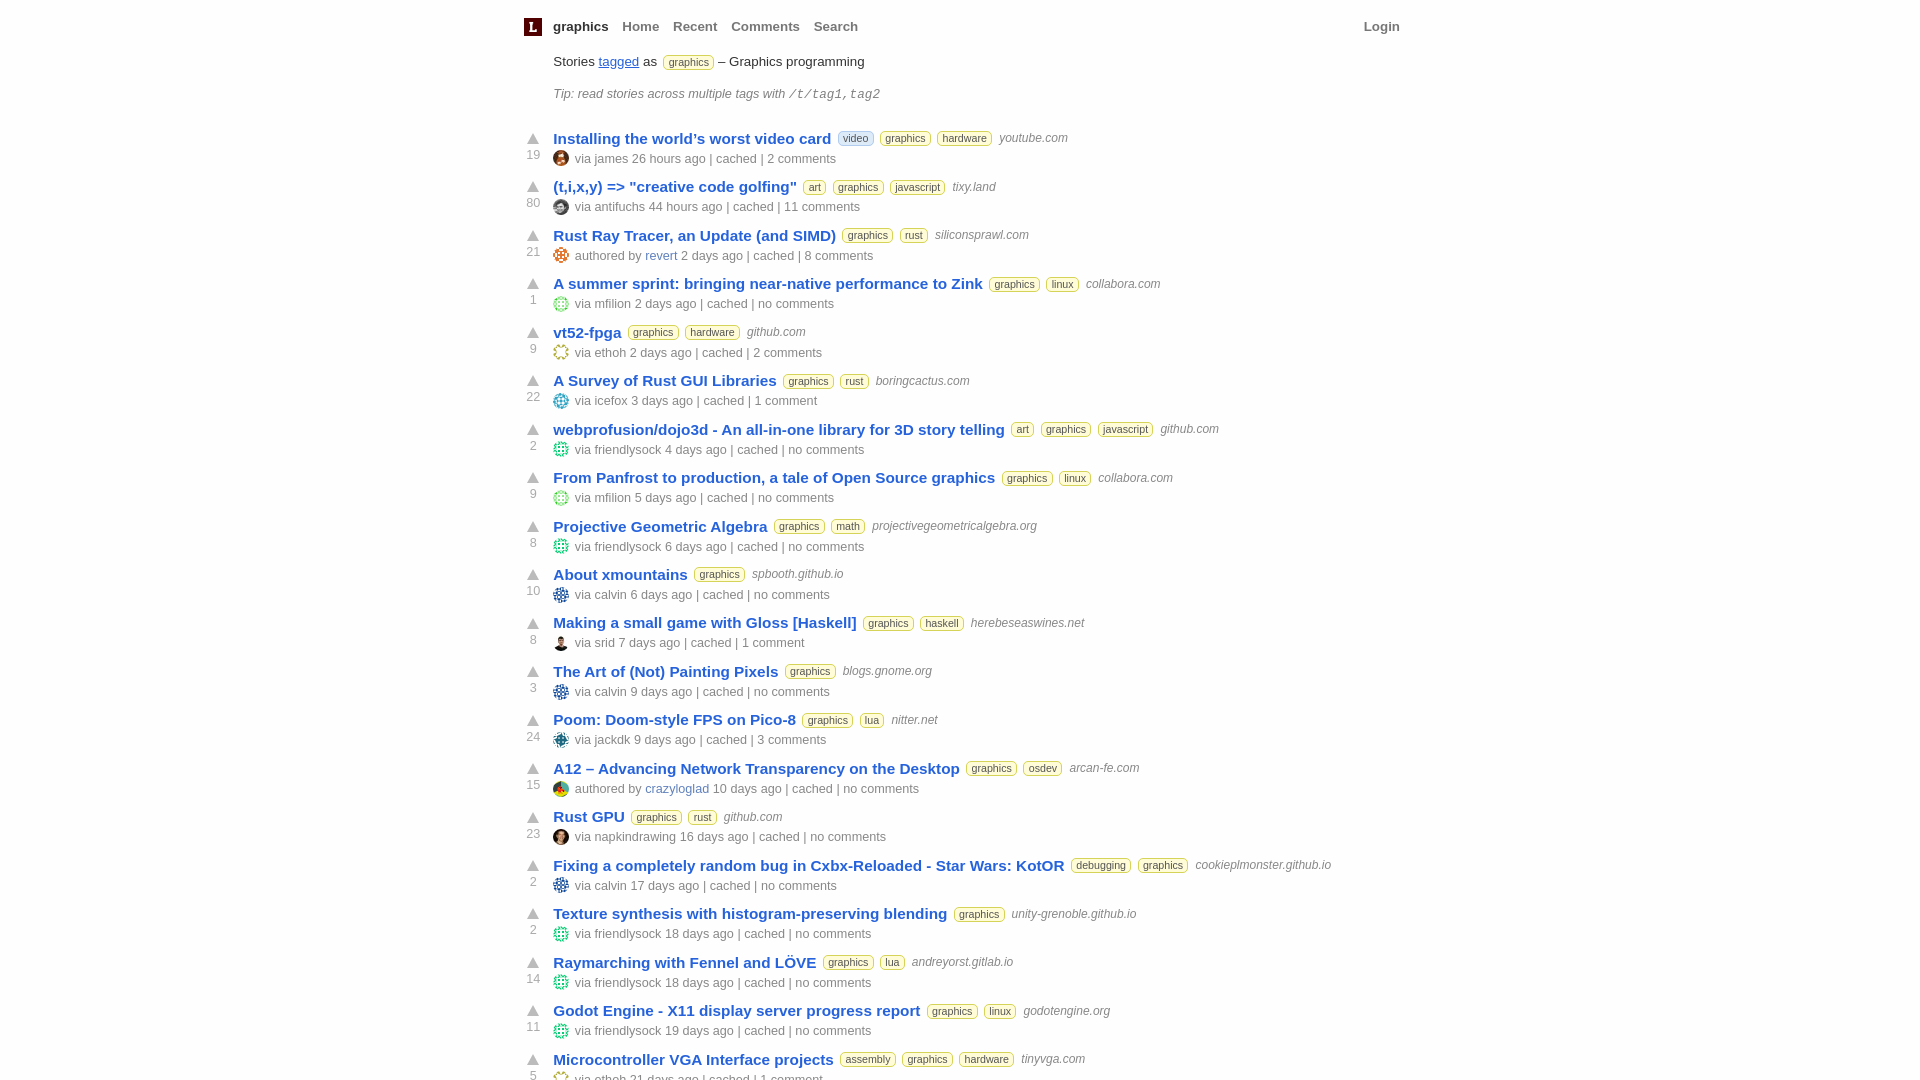 L graphics Home Recent Comments Search Login
Stories tagged as graphics – Graphics programming
Tip: read stories across multiple tags with /t/tag1,tag2
Installing the world’s worst video card video graphics hardware youtube.com
19 via james 26 hours ago | cached | 2 comments
(t,i,x,y) => "creative code golfing" art graphics javascript tixy.land
80 via antifuchs 44 hours ago | cached | 11 comments
Rust Ray Tracer, an Update (and SIMD) graphics rust siliconsprawl.com
21 authored by revert 2 days ago | cached | 8 comments
A summer sprint: bringing near-native performance to Zink graphics linux collabora.com
1 via mfilion 2 days ago | cached | no comments
vt52-fpga graphics hardware github.com
9 via ethoh 2 days ago | cached | 2 comments
A Survey of Rust GUI Libraries graphics rust boringcactus.com
22 via icefox 3 days ago | cached | 1 comment
webprofusion/dojo3d - An all-in-one library for 3D story telling art graphics javascript github.com
2 via friendlysock 4 days ago | cached | no comments
From Panfrost to production, a tale of Open Source graphics graphics linux collabora.com
9 via mfilion 5 days ago | cached | no comments
Projective Geometric Algebra graphics math projectivegeometricalgebra.org
8 via friendlysock 6 days ago | cached | no comments
About xmountains graphics spbooth.github.io
10 via calvin 6 days ago | cached | no comments
Making a small game with Gloss [Haskell] graphics haskell herebeseaswines.net
8 via srid 7 days ago | cached | 1 comment
The Art of (Not) Painting Pixels graphics blogs.gnome.org
3 via calvin 9 days ago | cached | no comments
Poom: Doom-style FPS on Pico-8 graphics lua nitter.net
24 via jackdk 9 days ago | cached | 3 comments
A12 – Advancing Network Transparency on the Desktop graphics osdev arcan-fe.com
15 authored by crazyloglad 10 days ago | cached | no comments
Rust GPU graphics rust github.com
23 via napkindrawing 16 days ago | cached | no comments
Fixing a completely random bug in Cxbx-Reloaded - Star Wars: KotOR debugging graphics cookieplmonster.github.io
2 via calvin 17 days ago | cached | no comments
Texture synthesis with histogram-preserving blending graphics unity-grenoble.github.io
2 via friendlysock 18 days ago | cached | no comments
Raymarching with Fennel and LÖVE graphics lua andreyorst.gitlab.io
14 via friendlysock 18 days ago | cached | no comments
Godot Engine - X11 display server progress report graphics linux godotengine.org
11 via friendlysock 19 days ago | cached | no comments
Microcontroller VGA Interface projects assembly graphics hardware tinyvga.com
5 via ethoh 21 days ago | cached | 1 comment